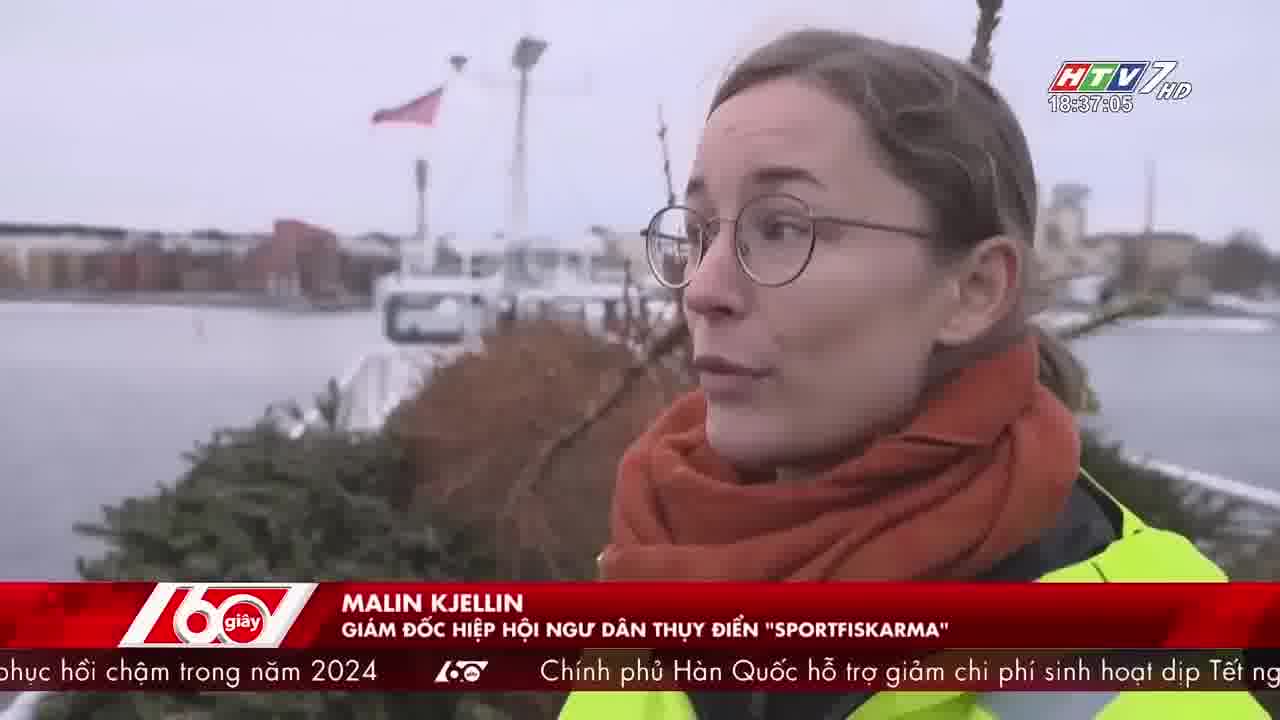 HTV7 HD
18:37:05
60 giây
MALIN KJELLIN
GIÁM ĐỐC HIỆP HỘI NGƯ DÂN THỤY ĐIỂN "SPORTFISKARMA"
phục hồi chậm trong năm 2024 60 Chính phủ Hàn Quốc hỗ trợ giảm chi phí sinh hoạt dịp Tết